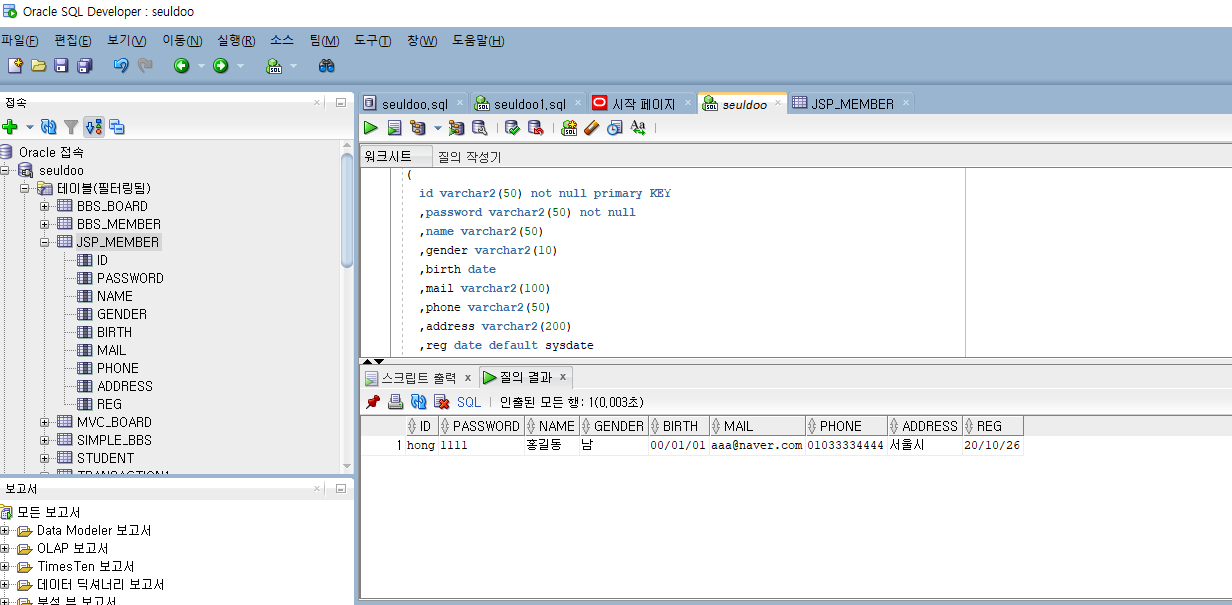 Oracle SQL Developer : seuldoo
파일(F) 편집(E) 보기(V) 이동(N) 실행(R) 소스 팀(M) 도구(T) 창(W) 도움말(H)
접속
Oracle 접속
seuldoo
테이블(필터링됨)
BBS_BOARD
BBS_MEMBER
JSP_MEMBER
ID
PASSWORD
NAME
GENDER
BIRTH
MAIL
PHONE
ADDRESS
REG
MVC_BOARD
SIMPLE_BBS
STUDENT
TRANSACTION1
보고서
모든 보고서
Data Modeler 보고서
OLAP 보고서
TimesTen 보고서
데이터 딕셔너리 보고서
분석 뷰 보고서
seuldoo.sql seuldoo1.sql 시작 페이지 seuldoo JSP_MEMBER
워크시트 질의 작성기
(
id varchar2(50) not null primary KEY
,password varchar2(50) not null
,name varchar2(50)
,gender varchar2(10)
,birth date
,mail varchar2(100)
,phone varchar2(50)
,address varchar2(200)
,reg date default sysdate
스크립트 출력 x 질의 결과 x
SQL | 인출된 모든 행: 1(0,003초)
ID PASSWORD NAME GENDER BIRTH MAIL PHONE ADDRESS REG
1 hong 1111 홍길동 남 00/01/01 aaa@naver.com 01033334444 서울시 20/10/26